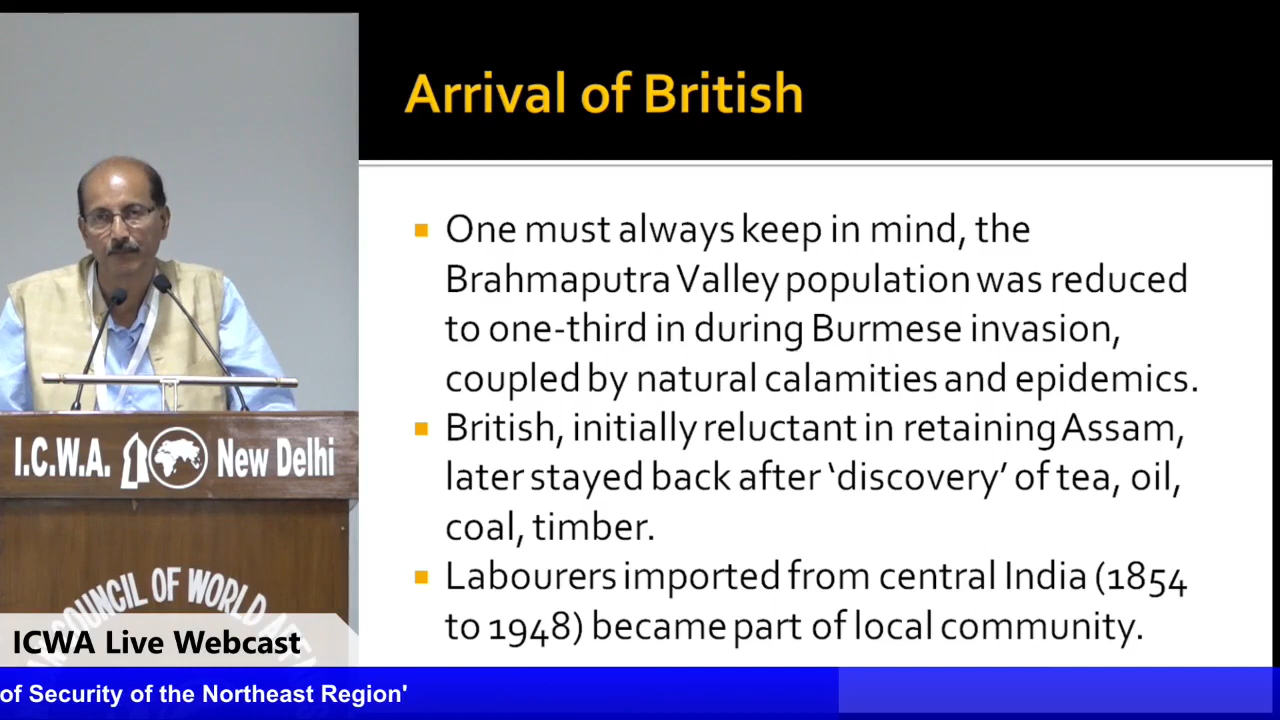 Arrival of British
One must always keep in mind, the
Brahmaputra Valley population was reduced
to one-third in during Burmese invasion,
coupled by natural calamities and epidemics.
British, initially reluctant in retaining Assam,
later stayed back after ‘discovery’ of tea, oil,
coal, timber.
Labourers imported from central India (1854
to 1948) became part of local community.
I.C.W.A. New Delhi
COUNCIL OF WORLD
ICWA Live Webcast
of Security of the Northeast Region'